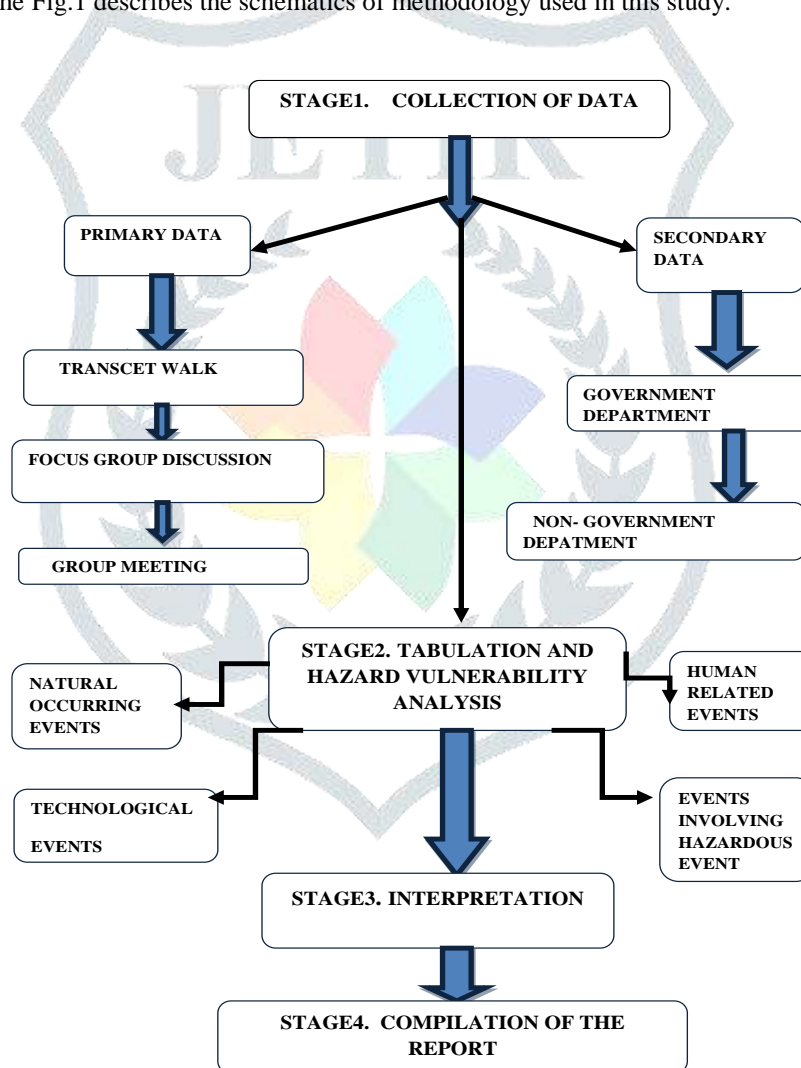 he Fig.1 describes the schematics of methodology used in this study.
JETIR
STAGE1. COLLECTION OF DATA
PRIMARY DATA
SECONDARY
DATA
TRANSCET WALK
GOVERNMENT
DEPARTMENT
FOCUS GROUP DISCUSSION
NON- GOVERNMENT
DEPATMENT
GROUP MEETING
STAGE2. TABULATION AND
HAZARD VULNERABILITY
ANALYSIS
NATURAL
OCCURRING
EVENTS
HUMAN
RELATED
EVENTS
TECHNOLOGICAL
EVENTS
EVENTS
INVOLVING
HAZARDOUS
EVENT
STAGE3. INTERPRETATION
STAGE4. COMPILATION OF THE
REPORT